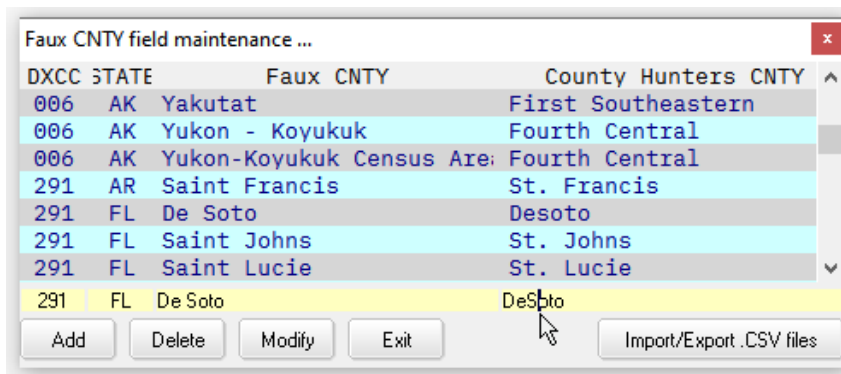 Faux CNTY field maintenance ... x
DXCC STATE Faux CNTY County Hunters CNTY
006 AK Yakutat First Southeastern
006 AK Yukon - Koyukuk Fourth Central
006 AK Yukon-Koyukuk Census Area Fourth Central
291 AR Saint Francis St. Francis
291 FL De Soto Desoto
291 FL Saint Johns St. Johns
291 FL Saint Lucie St. Lucie
291 FL De Soto DeSoto
Add Delete Modify Exit Import/Export .CSV files